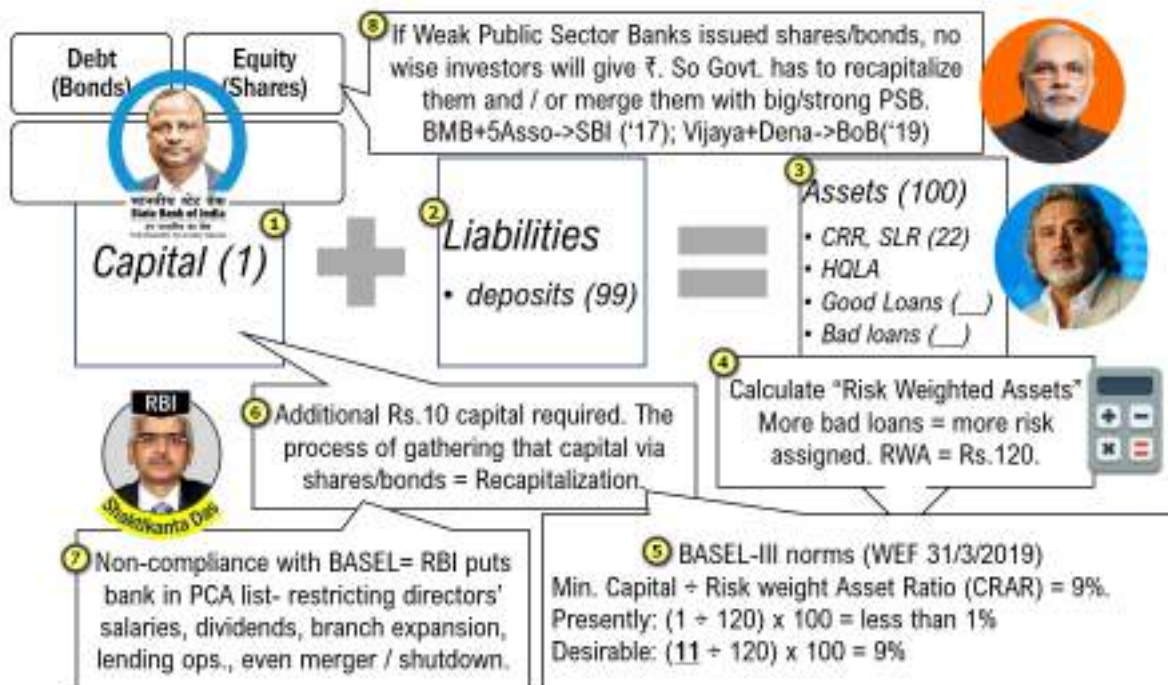 Debt
(Bonds)
Equity
(Shares)
8 If Weak Public Sector Banks issued shares/bonds, no
wise investors will give ₹. So Govt. has to recapitalize
them and / or merge them with big/strong PSB.
BMB+5Asso->SBI ('17); Vijaya+Dena->BoB('19)
भारतीय स्टेट बैंक
State Bank of India
1
Capital (1)
2
Liabilities
• deposits (99)
3
Assets (100)
• CRR, SLR (22)
• HQLA
• Good Loans (__)
• Bad loans (__)
4
Calculate “Risk Weighted Assets”
More bad loans = more risk
assigned. RWA = Rs.120.
RBI
Shaktikanta Das
6 Additional Rs.10 capital required. The
process of gathering that capital via
shares/bonds = Recapitalization
7 Non-compliance with BASEL= RBI puts
bank in PCA list- restricting directors'
salaries, dividends, branch expansion,
lending ops., even merger / shutdown.
5 BASEL-III norms (WEF 31/3/2019)
Min. Capital ÷ Risk weight Asset Ratio (CRAR) = 9%.
Presently: (1 ÷ 120) x 100 = less than 1%
Desirable: (11 ÷ 120) x 100 = 9%